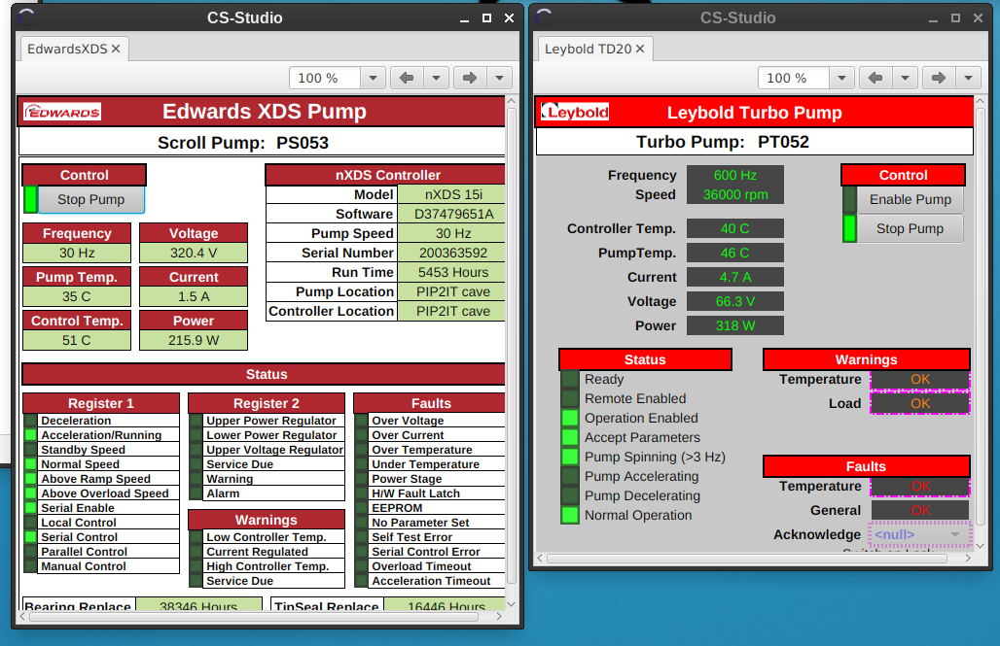 CS-Studio
EdwardsXDS
100 %
EDWARDS
Edwards XDS Pump
Scroll Pump: PS053
Control
Stop Pump
Frequency
30 Hz
Voltage
320.4 V
Pump Temp.
35 C
Current
1.5 A
Control Temp.
51 C
Power
215.9 W
nXDS Controller
Model nXDS 15i
Software D37479651A
Pump Speed 30 Hz
Serial Number 200363592
Run Time 5453 Hours
Pump Location PIP2IT cave
Controller Location PIP2IT cave
Status
Register 1
Deceleration
Acceleration/Running
Standby Speed
Normal Speed
Above Ramp Speed
Above Overload Speed
Serial Enable
Local Control
Serial Control
Parallel Control
Manual Control
Register 2
Upper Power Regulator
Lower Power Regulator
Upper Voltage Regulator
Service Due
Warning
Alarm
Warnings
Low Controller Temp.
Current Regulated
High Controller Temp.
Service Due
Faults
Over Voltage
Over Current
Over Temperature
Under Temperature
Power Stage
H/W Fault Latch
EEPROM
No Parameter Set
Self Test Error
Serial Control Error
Overload Timeout
Acceleration Timeout
Bearing Replace 38346 Hours
TipSeal Replace 16446 Hours
CS-Studio
Leybold TD20
100 %
Leybold
Leybold Turbo Pump
Turbo Pump: PT052
Frequency 600 Hz
Speed 36000 rpm
Controller Temp. 40 C
PumpTemp. 46 C
Current 4.7 A
Voltage 66.3 V
Power 318 W
Control
Enable Pump
Stop Pump
Status
Ready
Remote Enabled
Operation Enabled
Accept Parameters
Pump Spinning (>3 Hz)
Pump Accelerating
Pump Decelerating
Normal Operation
Warnings
Temperature OK
Load OK
Faults
Temperature OK
General OK
Acknowledge <null>